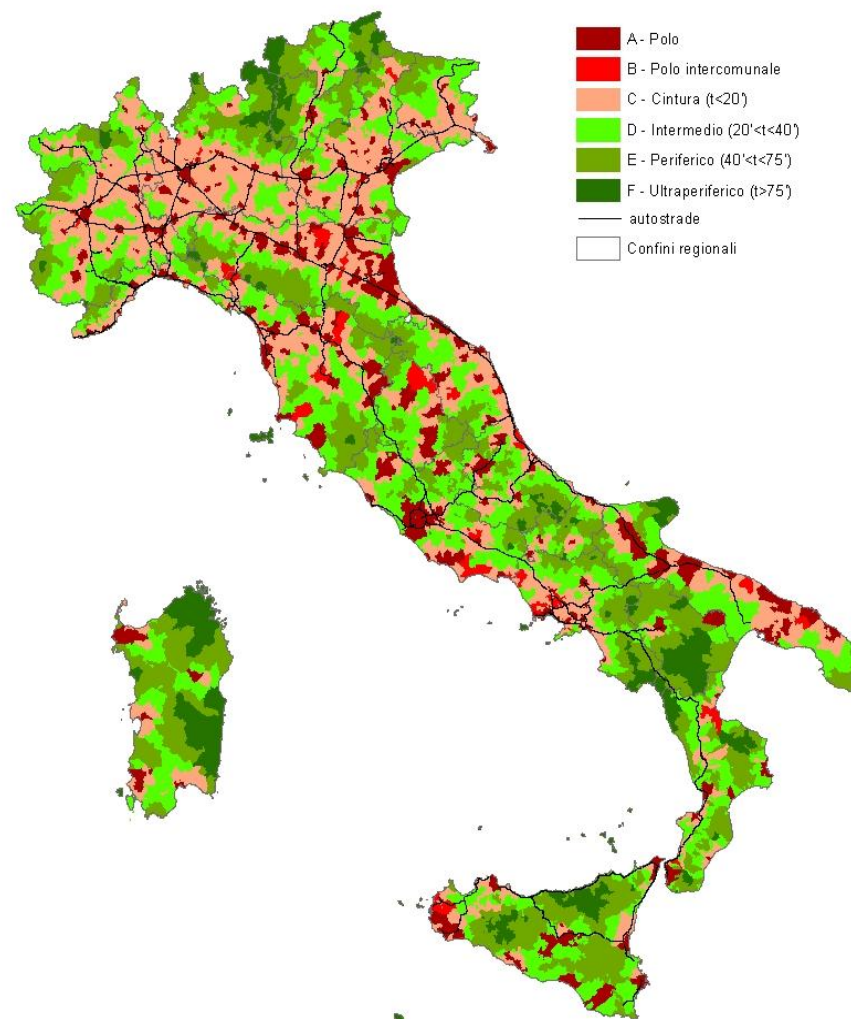 A - Polo
B - Polo intercomunale
C - Cintura (t<20')
D - Intermedio (20'<t<40')
E - Periferico (40'<t<75')
F - Ultraperiferico (t>75')
autostrade
Confini regionali